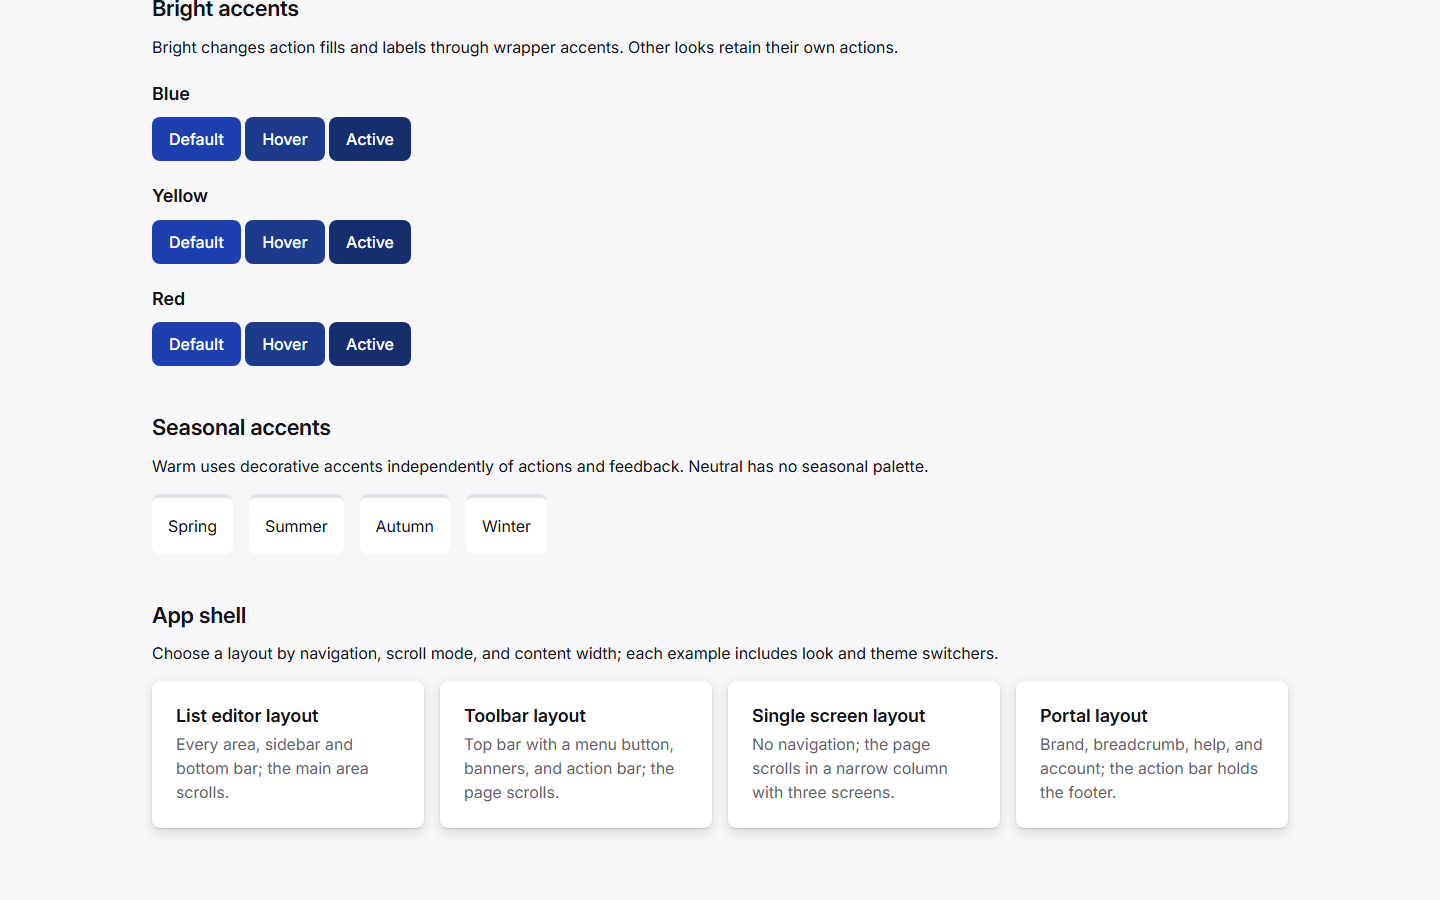 Bright accents
Bright changes action fills and labels through wrapper accents. Other looks retain their own actions.
Blue
Default Hover Active
Yellow
Default Hover Active
Red
Default Hover Active
Seasonal accents
Warm uses decorative accents independently of actions and feedback. Neutral has no seasonal palette.
Spring Summer Autumn Winter
App shell
Choose a layout by navigation, scroll mode, and content width; each example includes look and theme switchers.
List editor layout
Every area, sidebar and
bottom bar; the main area
scrolls.
Toolbar layout
Top bar with a menu button,
banners, and action bar; the
page scrolls.
Single screen layout
No navigation; the page
scrolls in a narrow column
with three screens.
Portal layout
Brand, breadcrumb, help, and
account; the action bar holds
the footer.